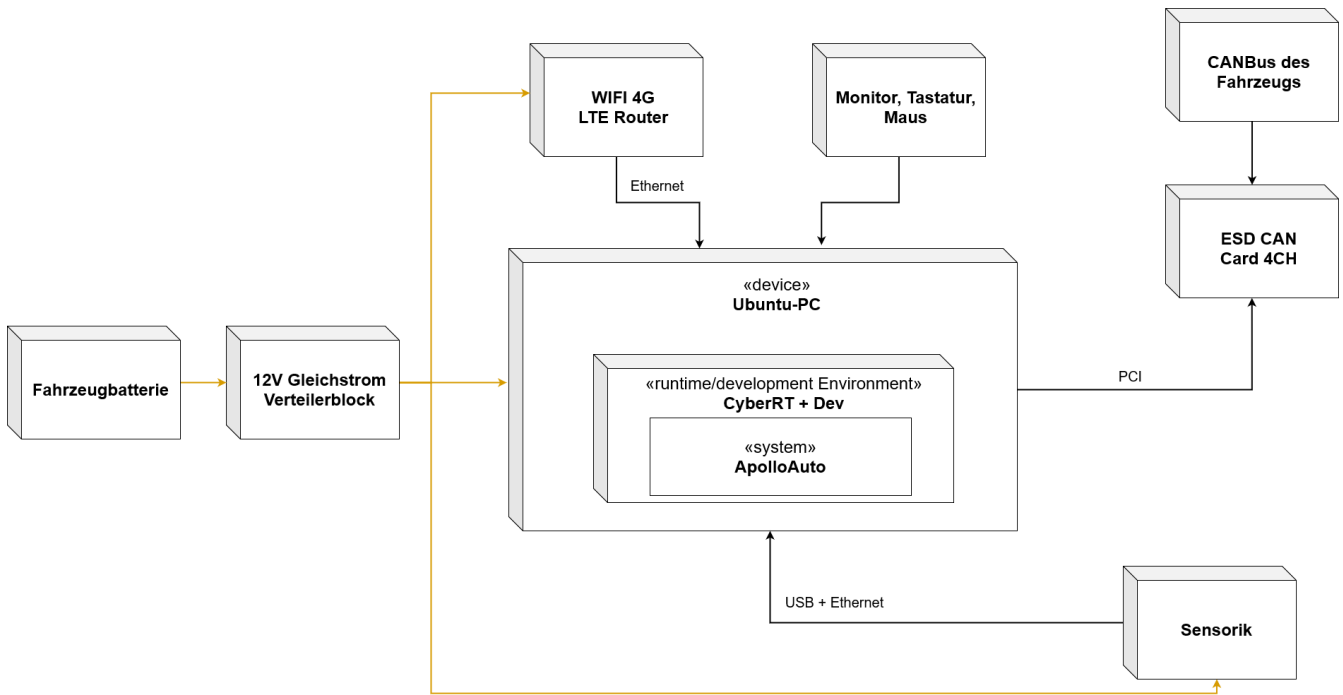 WIFI 4G
LTE Router
Monitor, Tastatur,
Maus
CANBus des
Fahrzeugs
Ethernet
ESD CAN
Card 4CH
«device»
Ubuntu-PC
Fahrzeugbatterie
12V Gleichstrom
Verteilerblock
«runtime/development Environment»
CyberRT + Dev
PCI
«system»
ApolloAuto
USB + Ethernet
Sensorik